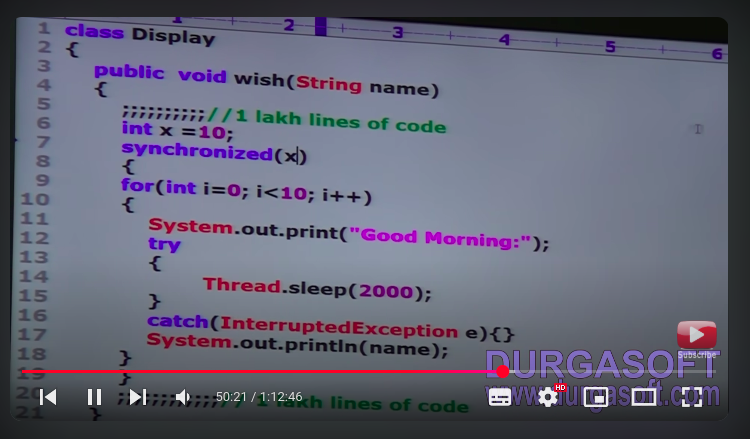 1 2 3 4 5 6
1 class Display
2 {
3 public void wish(String name)
4 {
5 ;;;;;;;;;;//1 lakh lines of code
6 int x =10;
7 synchronized(x)
8 {
9 for(int i=0; i<10; i++)
10 {
11 System.out.print("Good Morning:");
12 try
13 {
14 Thread.sleep(2000);
15 }
16 catch(InterruptedException e){}
17 System.out.println(name);
18 }
19 }
20 ;;;;;;;;;;// 1 lakh lines of code
21 }
Subscribe
DURGASOFT
www.durgasoft.com
50:21 / 1:12:46
HD